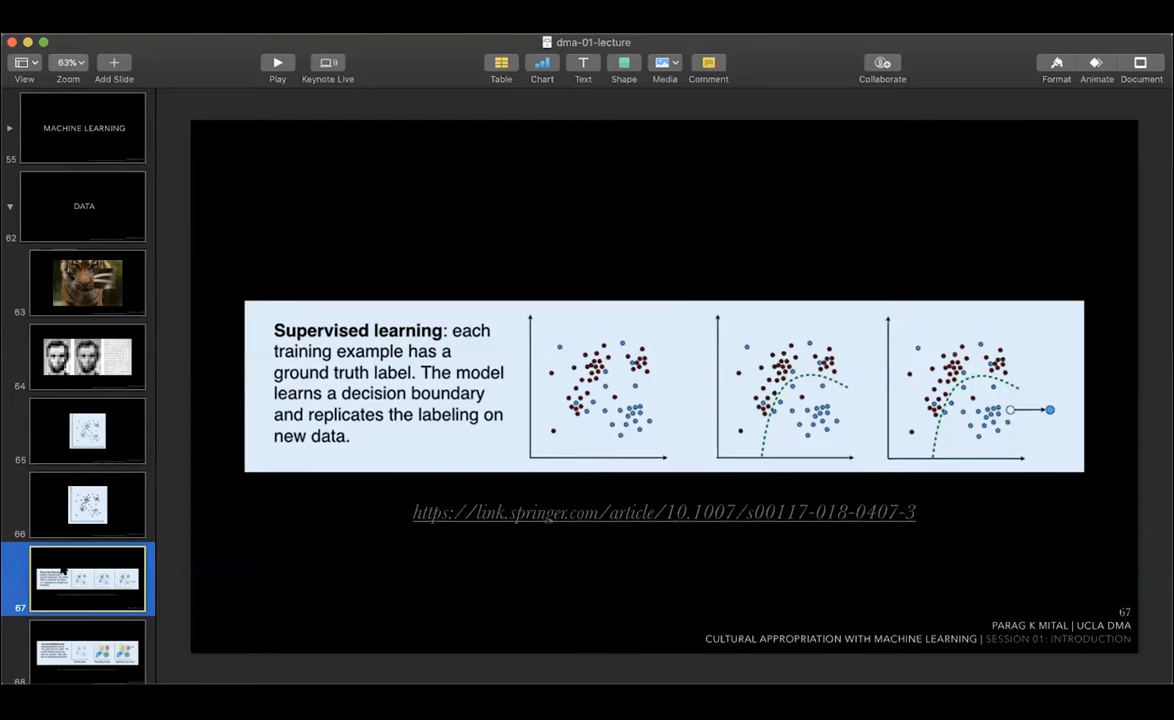 dma-01-lecture
63%
View
Zoom
Add Slide
Play
Keynote Live
Table
Chart
Text
Shape
Media
Comment
Collaborate
Format
Animate
Document
MACHINE LEARNING
55
DATA
62
63
64
65
66
67
68
Supervised learning: each
training example has a
ground truth label. The model
learns a decision boundary
and replicates the labeling on
new data.
https://link.springer.com/article/10.1007/s00117-018-0407-3
67
PARAG K MITAL | UCLA DMA
CULTURAL APPROPRIATION WITH MACHINE LEARNING | SESSION 01: INTRODUCTION